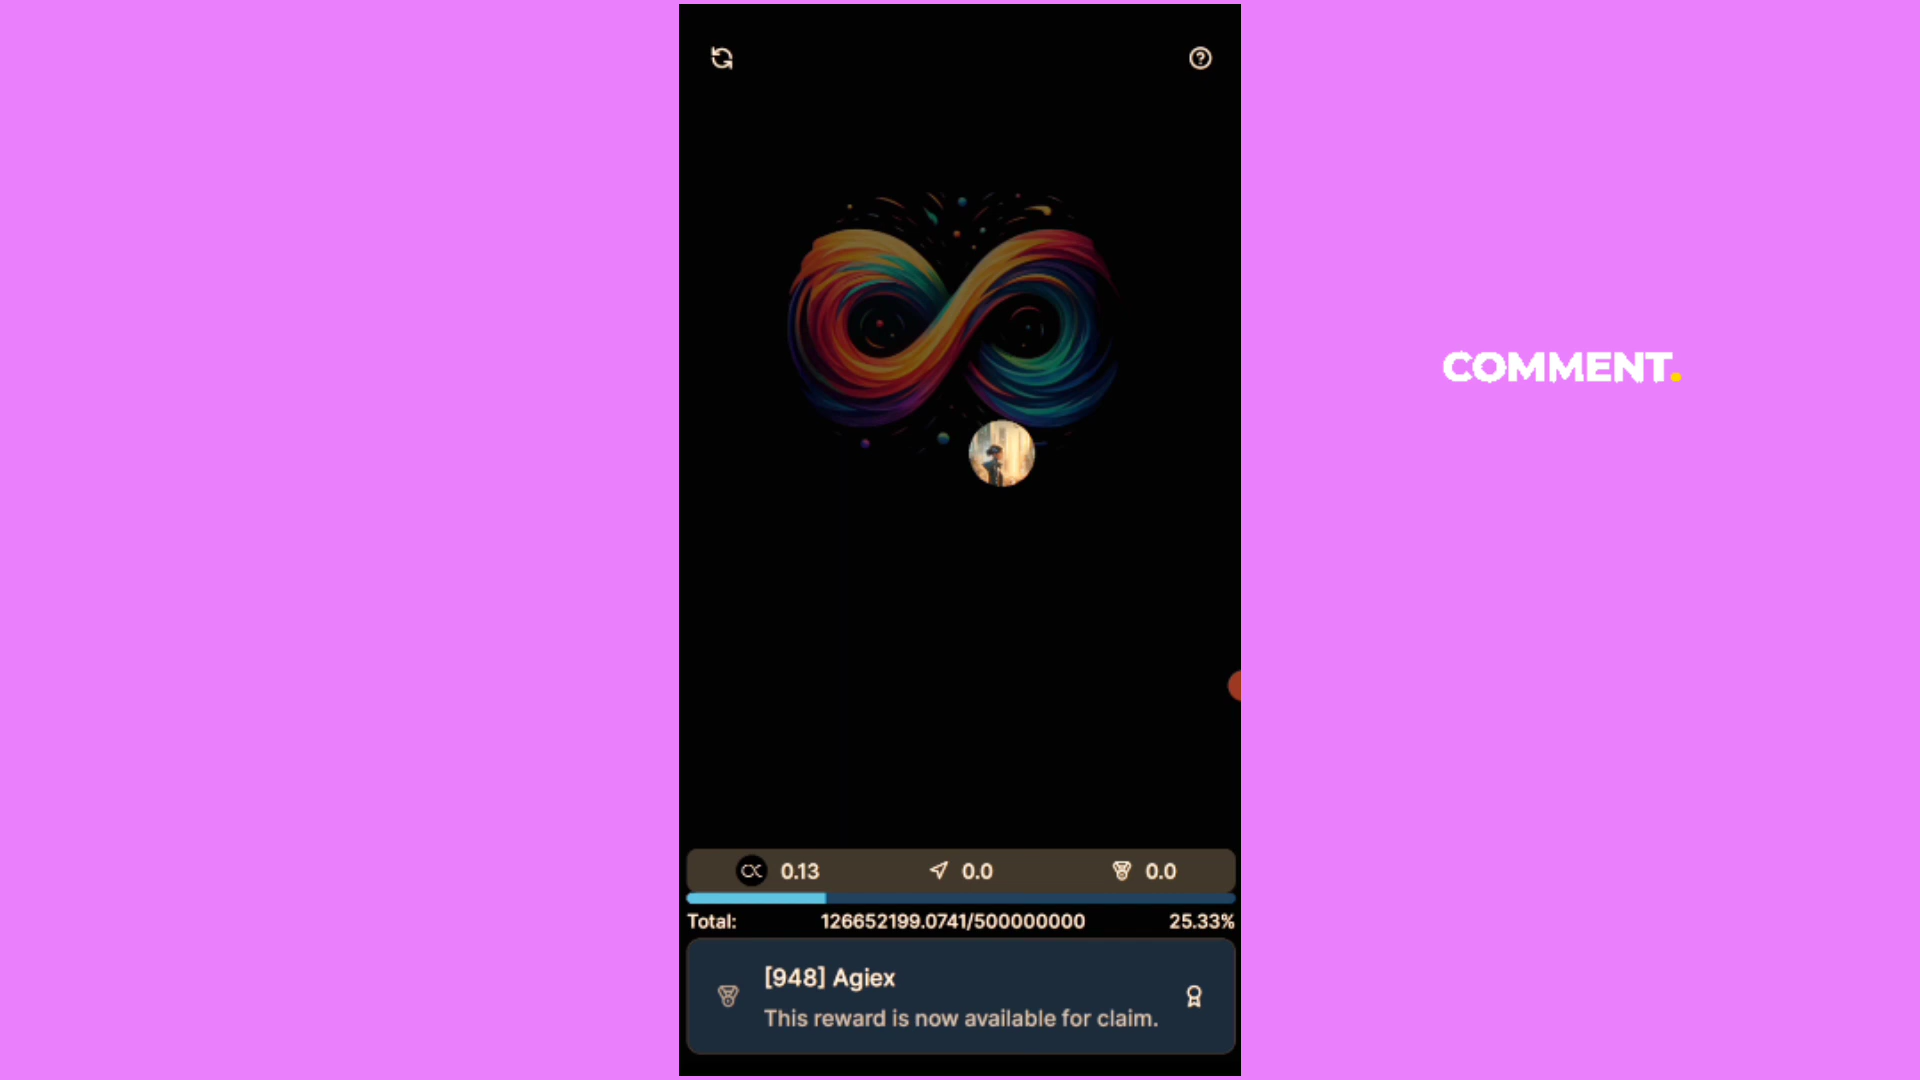 COMMENT.
0.13 0.0 0.0
Total: 126652199.0741/500000000 25.33%
[948] Agiex
This reward is now available for claim.